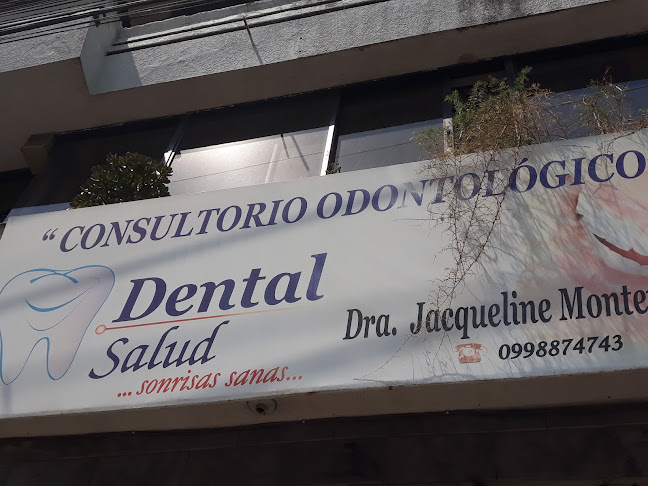 “CONSULTORIO ODONTOLÓGICO
Dental
Salud
...sonrisas sanas...
Dra. Jacqueline
0998874743